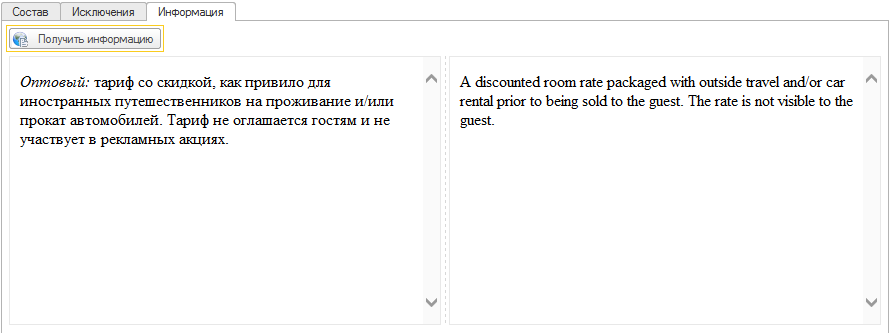 Состав Исключения Информация
Получить информацию
Оптовый: тариф со скидкой, как привило для
иностранных путешественников на проживание и/или
прокат автомобилей. Тариф не оглашается гостям и не
участвует в рекламных акциях.
A discounted room rate packaged with outside travel and/or car
rental prior to being sold to the guest. The rate is not visible to the
guest.